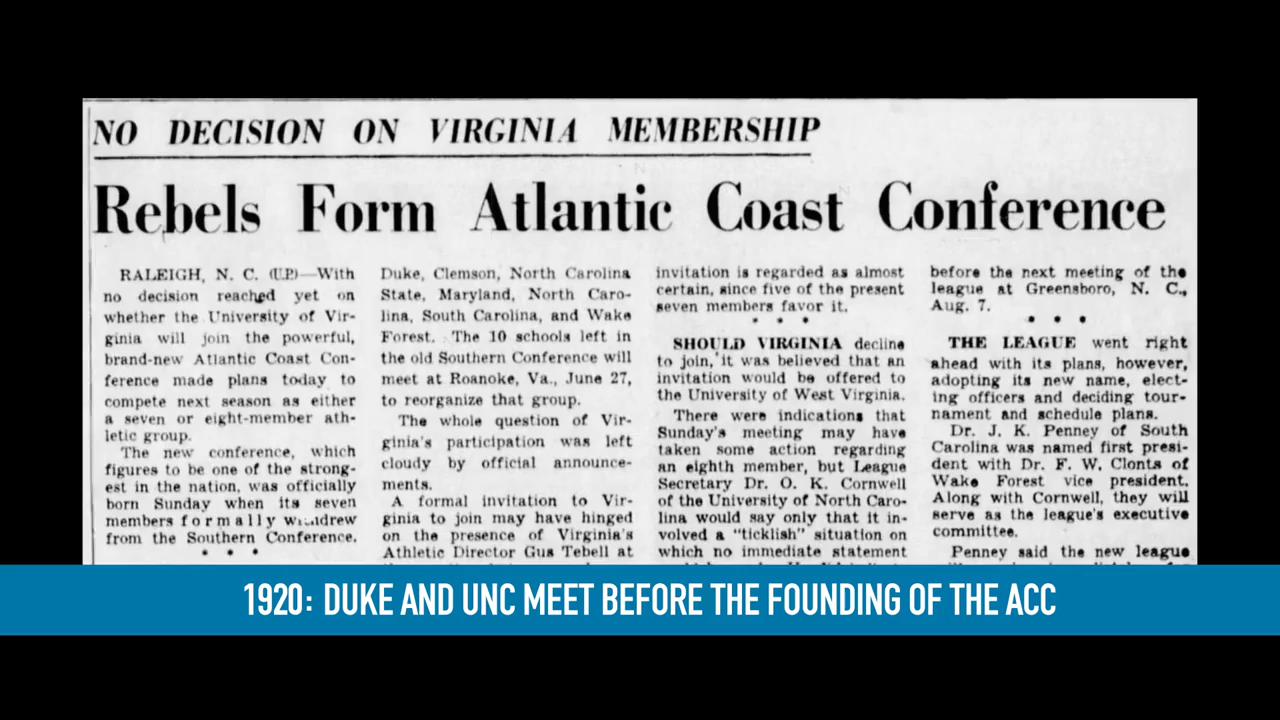 NO DECISION ON VIRGINIA MEMBERSHIP
Rebels Form Atlantic Coast Conference
RALEIGH, N. C. (U.P.)—With
no decision reached yet on
whether the University of Vir-
ginia will join the powerful,
brand-new Atlantic Coast Con-
ference made plans today to
compete next season as either
a seven or eight-member ath-
letic group.
The new conference, which
figures to be one of the strong-
est in the nation, was officially
born Sunday when its seven
members formally withdrew
from the Southern Conference.
• • •
Duke, Clemson, North Carolina
State, Maryland, North Caro-
lina, South Carolina, and Wake
Forest. The 10 schools left in
the old Southern Conference will
meet at Roanoke, Va., June 27,
to reorganize that group.
The whole question of Vir-
ginia's participation was left
cloudy by official announce-
ments.
A formal invitation to Vir-
ginia to join may have hinged
on the presence of Virginia's
Athletic Director Gus Tebell at
invitation is regarded as almost
certain, since five of the present
seven members favor it.
• • •
SHOULD VIRGINIA decline
to join, it was believed that an
invitation would be offered to
the University of West Virginia.
There were indications that
Sunday's meeting may have
taken some action regarding
an eighth member, but League
Secretary Dr. O. K. Cornwell
of the University of North Caro-
lina would say only that it in-
volved a "ticklish" situation on
which no immediate statement
before the next meeting of the
league at Greensboro, N. C.,
Aug. 7.
• • •
THE LEAGUE went right
ahead with its plans, however,
adopting its new name, elect-
ing officers and deciding tour-
nament and schedule plans.
Dr. J. K. Penney of South
Carolina was named first presi-
dent with Dr. F. W. Clonts of
Wake Forest vice president.
Along with Cornwell, they will
serve as the league's executive
committee.
Penney said the new league
1920: DUKE AND UNC MEET BEFORE THE FOUNDING OF THE ACC